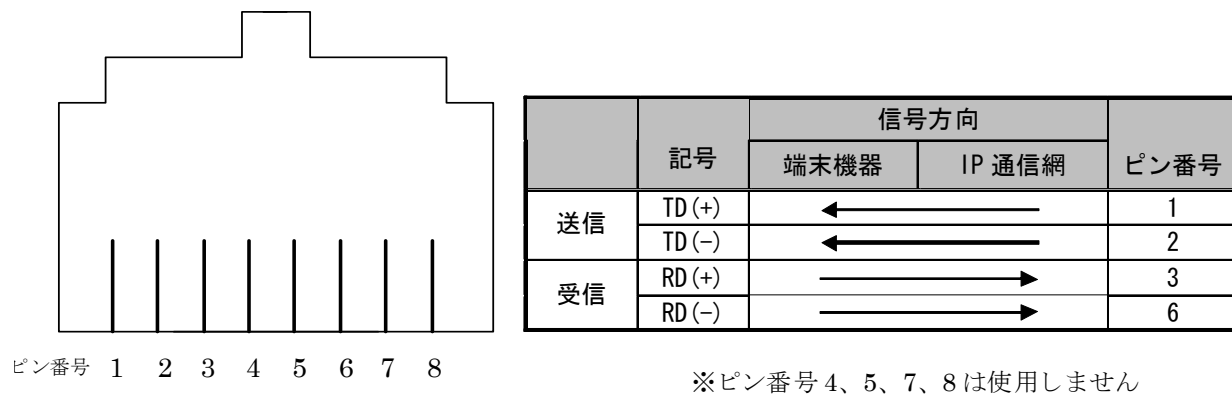 信号方向
記号 端末機器 IP 通信網 ピン番号
送信 TD(+) 1
TD(−) 2
受信 RD(+) 3
RD(−) 6
ピン番号 1 2 3 4 5 6 7 8
※ピン番号 4、5、7、8 は使用しません